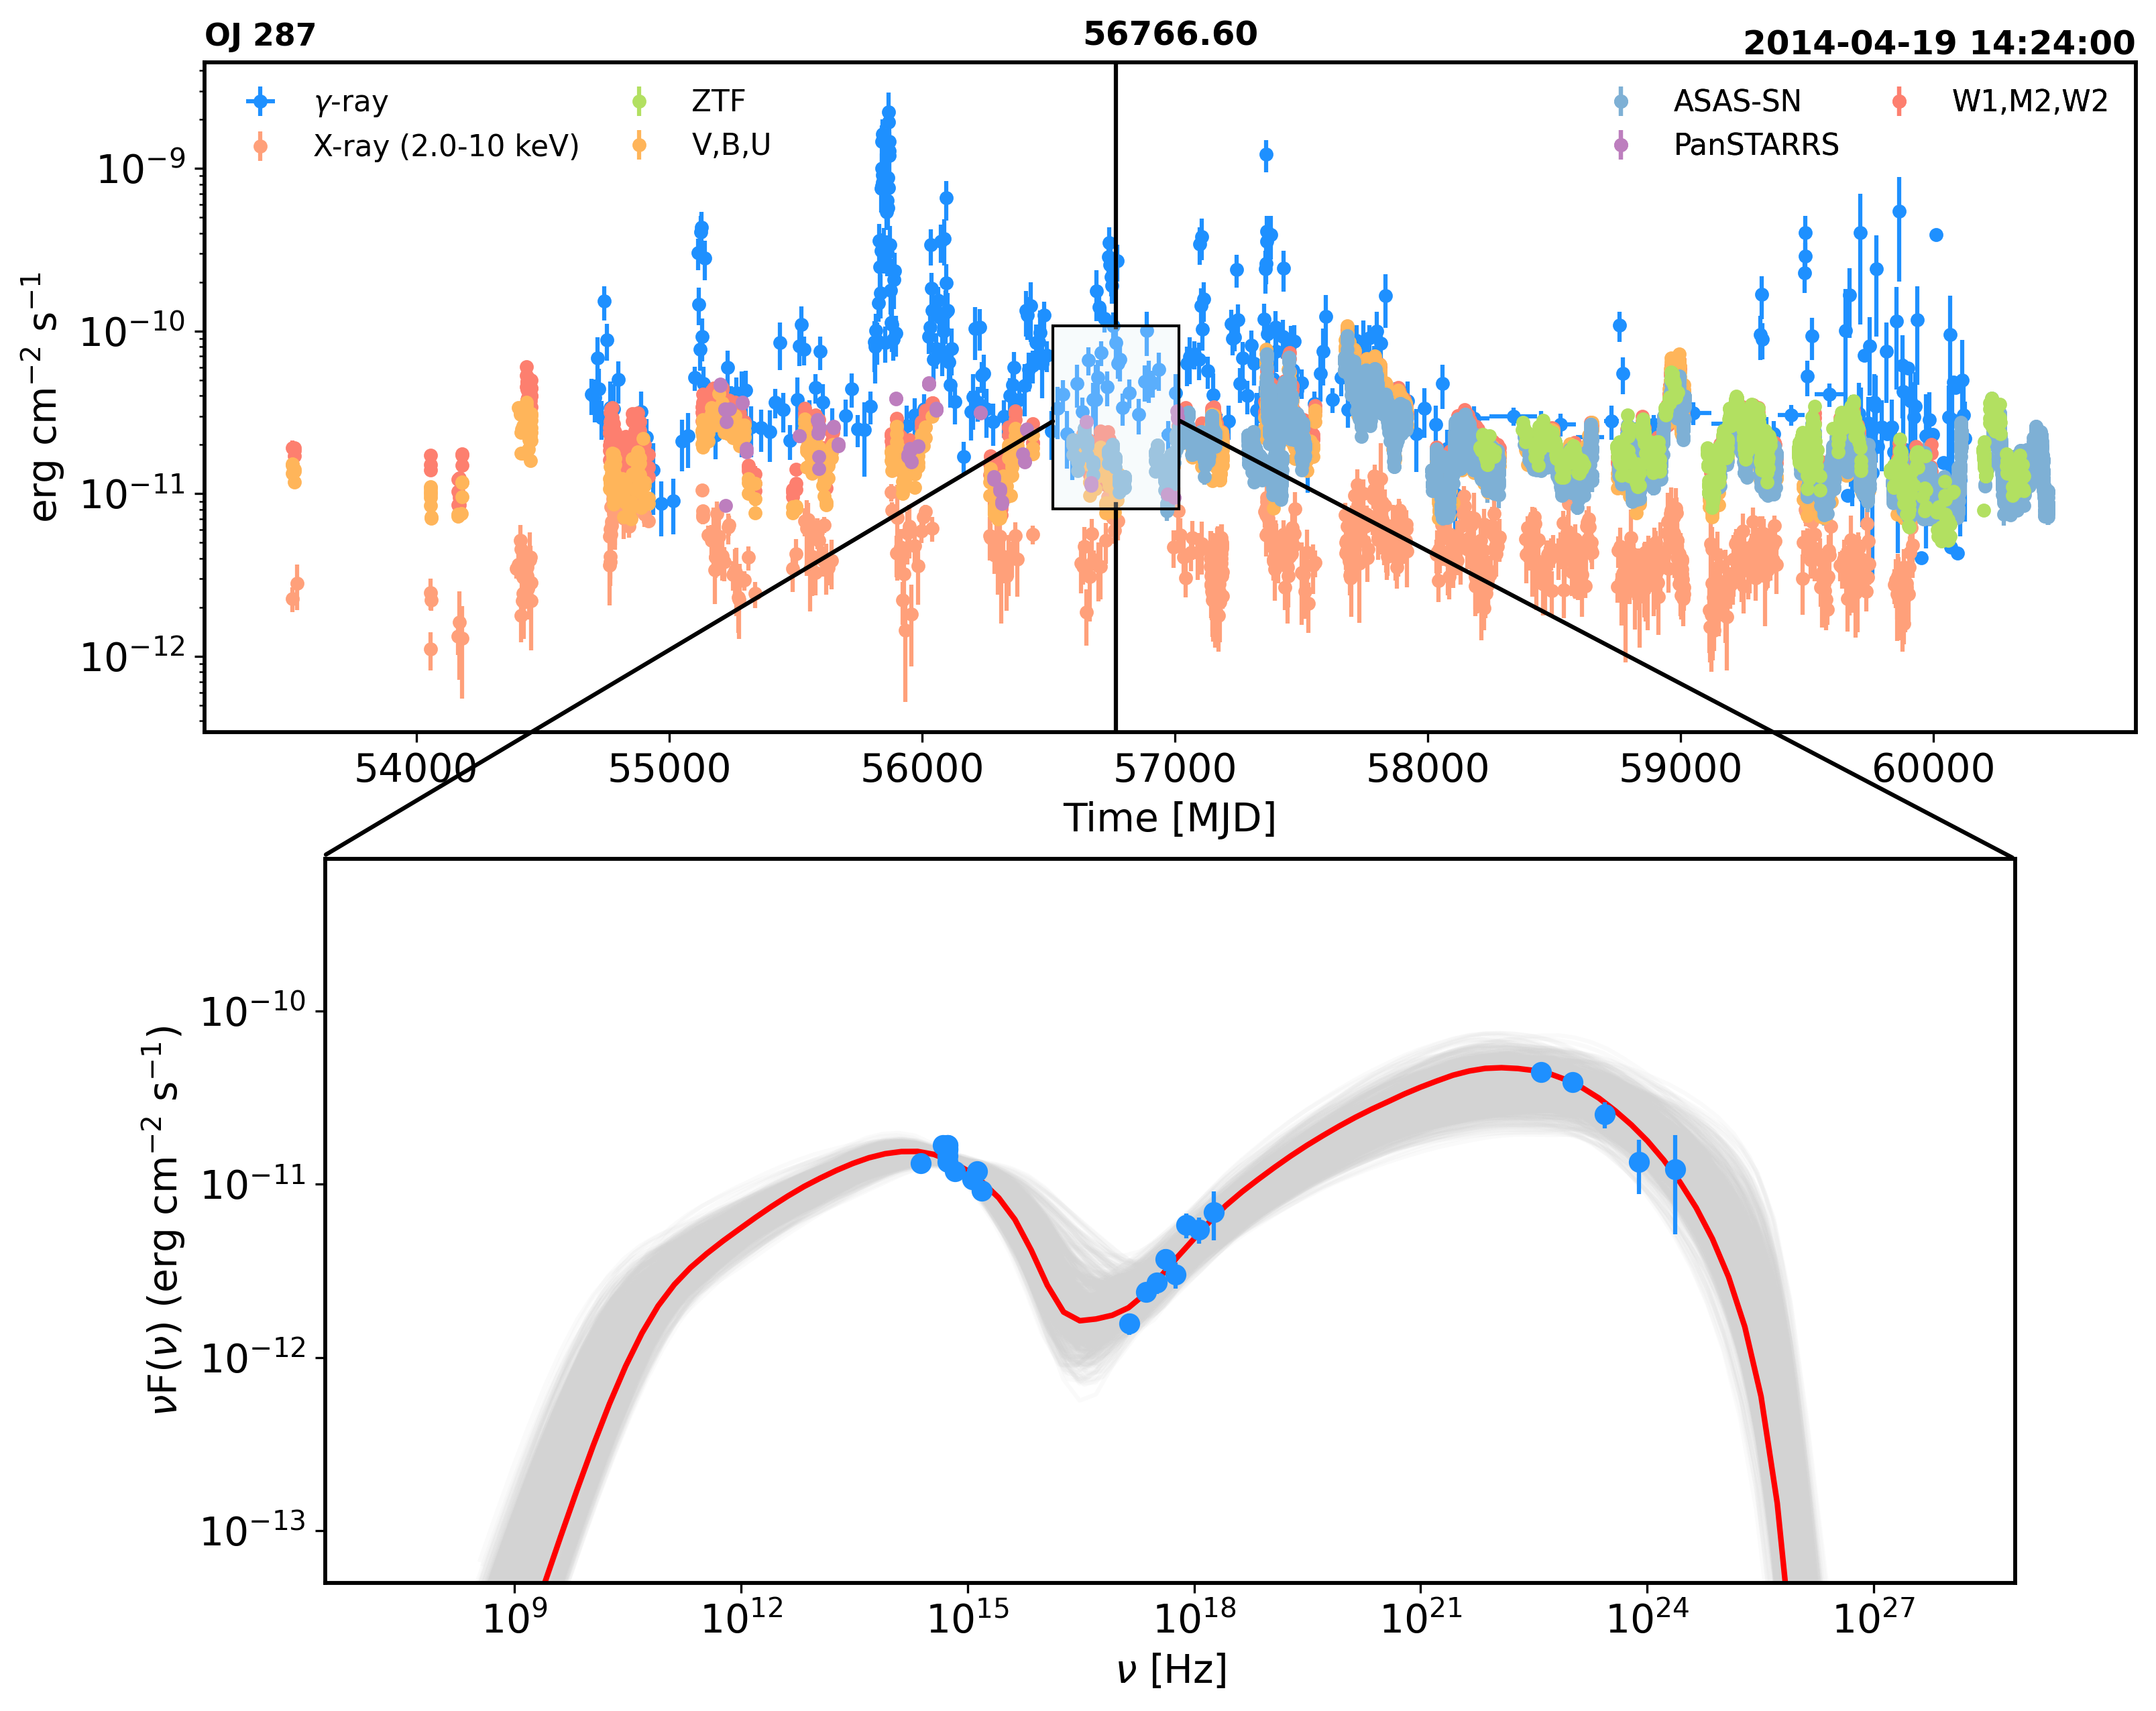 OJ 287
56766.60
2014-04-19 14:24:00
γ-ray
X-ray (2.0-10 keV)
ZTF
V,B,U
ASAS-SN
PanSTARRS
W1,M2,W2
erg cm⁻² s⁻¹
10⁻⁹
10⁻¹⁰
10⁻¹¹
10⁻¹²
54000 55000 56000 57000 58000 59000 60000
Time [MJD]
νF(ν) (erg cm⁻² s⁻¹)
10⁻¹⁰
10⁻¹¹
10⁻¹²
10⁻¹³
10⁹ 10¹² 10¹⁵ 10¹⁸ 10²¹ 10²⁴ 10²⁷
ν [Hz]